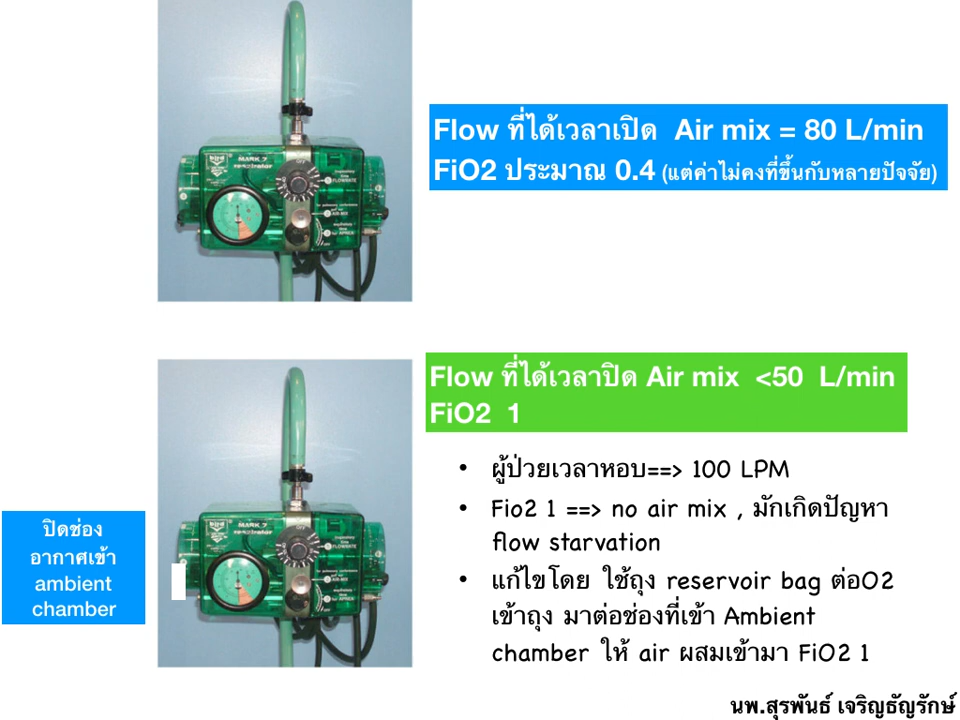 Flow ที่ได้เวลาเปิด Air mix = 80 L/min
FiO2 ประมาณ 0.4 (แต่ค่าไม่คงที่ขึ้นกับหลายปัจจัย)
bird
MARK 7
respirator
OFF
Flow ที่ได้เวลาปิด Air mix <50 L/min
FiO2 1
• ผู้ป่วยเวลาหอบ==> 100 LPM
• Fio2 1 ==> no air mix , มักเกิดปัญหา
flow starvation
• แก้ไขโดย ใช้ถุง reservoir bag ต่อO2
เข้าถุง มาต่อช่องที่เข้า Ambient
chamber ให้ air ผสมเข้ามา FiO2 1
ปิดช่อง
อากาศเข้า
ambient
chamber
bird
MARK 7
respirator
นพ.สุรพันธ์ เจริญธัญรักษ์